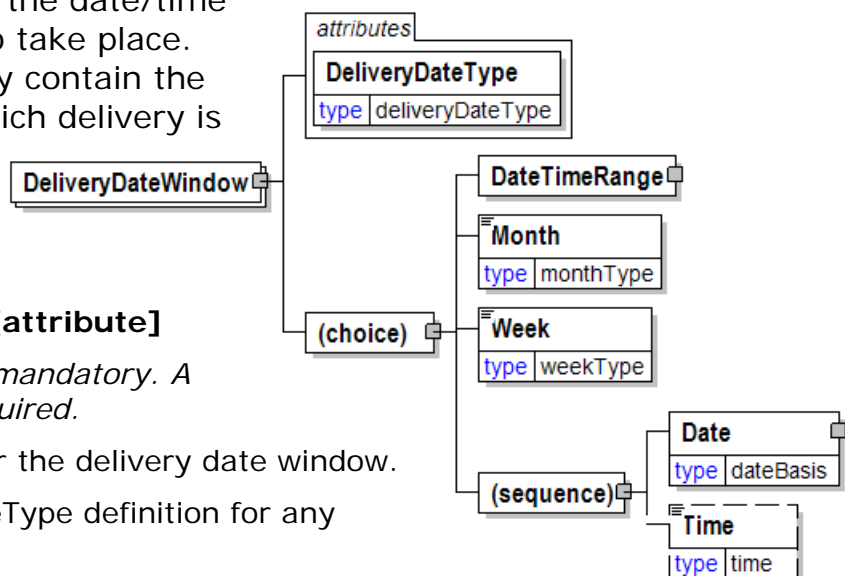 the date/time
take place.
y contain the
ich delivery is
attributes
DeliveryDateType
type deliveryDateType
DeliveryDateWindow
DateTimeRange
Month
type monthType
(choice)
Week
type weekType
attribute]
mandatory. A
uired.
r the delivery date window.
eType definition for any
(sequence)
Date
type dateBasis
Time
type time